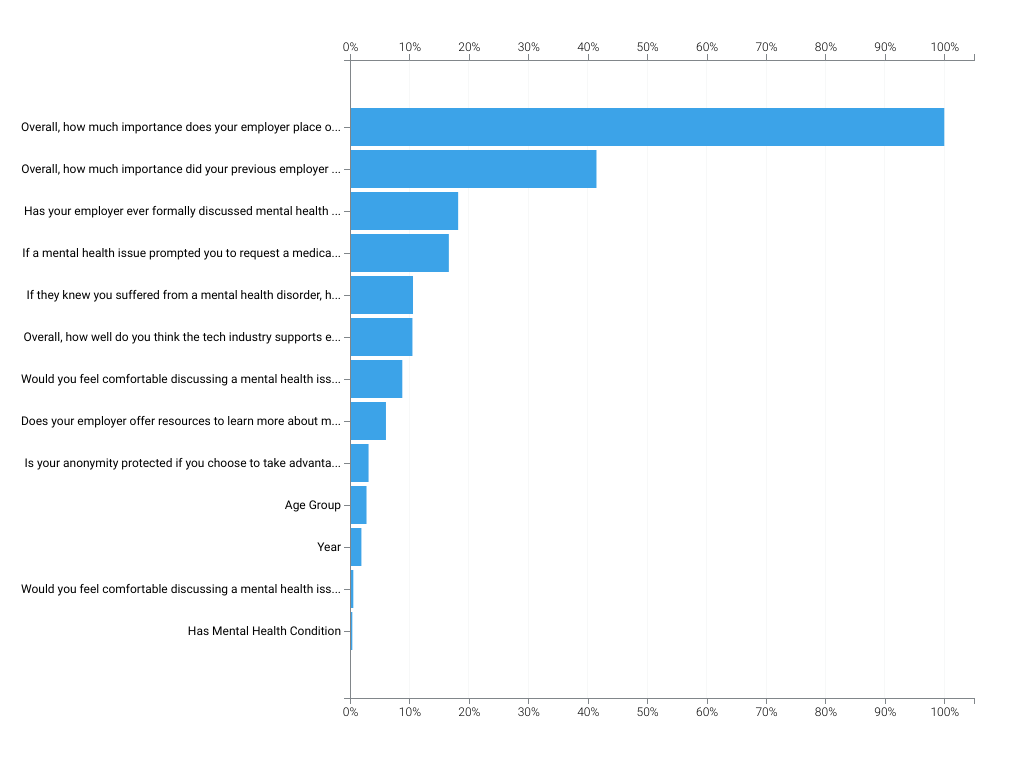 0% 10% 20% 30% 40% 50% 60% 70% 80% 90% 100%
Overall, how much importance does your employer place o...
Overall, how much importance did your previous employer ...
Has your employer ever formally discussed mental health ...
If a mental health issue prompted you to request a medica...
If they knew you suffered from a mental health disorder, h...
Overall, how well do you think the tech industry supports e...
Would you feel comfortable discussing a mental health iss...
Does your employer offer resources to learn more about m...
Is your anonymity protected if you choose to take advanta...
Age Group
Year
Would you feel comfortable discussing a mental health iss...
Has Mental Health Condition
0% 10% 20% 30% 40% 50% 60% 70% 80% 90% 100%